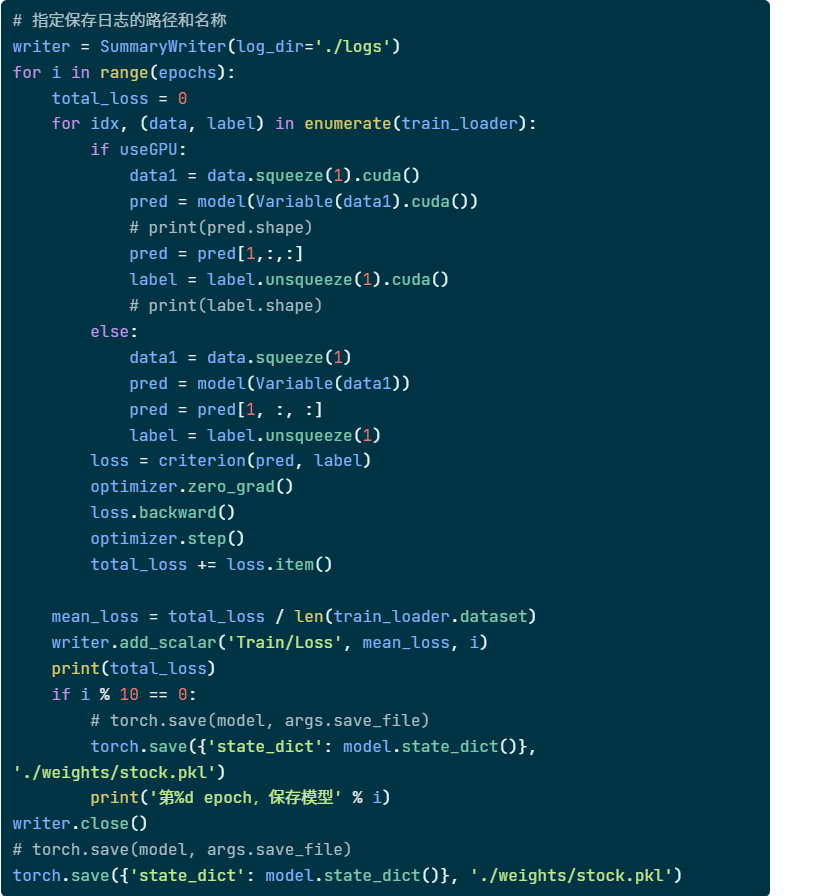 # 指定保存日志的路径和名称
writer = SummaryWriter(log_dir='./logs')
for i in range(epochs):
    total_loss = 0
    for idx, (data, label) in enumerate(train_loader):
        if useGPU:
            data1 = data.squeeze(1).cuda()
            pred = model(Variable(data1).cuda())
            # print(pred.shape)
            pred = pred[1,:,:]
            label = label.unsqueeze(1).cuda()
            # print(label.shape)
        else:
            data1 = data.squeeze(1)
            pred = model(Variable(data1))
            pred = pred[1, :, :]
            label = label.unsqueeze(1)
        loss = criterion(pred, label)
        optimizer.zero_grad()
        loss.backward()
        optimizer.step()
        total_loss += loss.item()

    mean_loss = total_loss / len(train_loader.dataset)
    writer.add_scalar('Train/Loss', mean_loss, i)
    print(total_loss)
    if i % 10 == 0:
        # torch.save(model, args.save_file)
        torch.save({'state_dict': model.state_dict()},
'./weights/stock.pkl')
        print('第%d epoch, 保存模型' % i)
writer.close()
# torch.save(model, args.save_file)
torch.save({'state_dict': model.state_dict()}, './weights/stock.pkl')